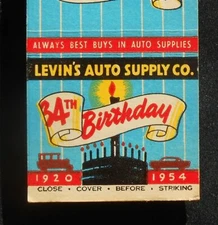 ALWAYS BEST BUYS IN AUTO SUPPLIES
LEVIN'S AUTO SUPPLY CO.
34TH
Birthday
1920 1954
CLOSE · COVER · BEFORE · STRIKING